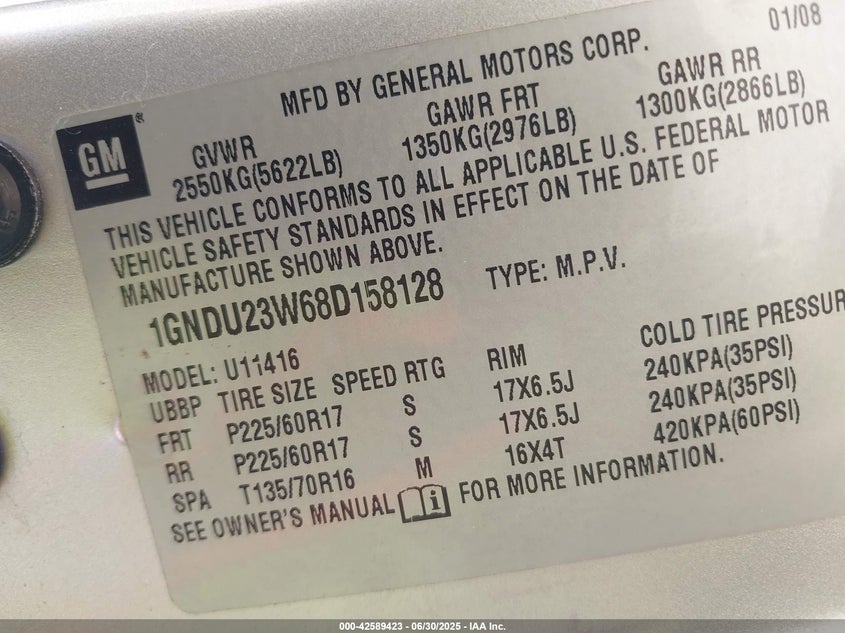 01/08
MFD BY GENERAL MOTORS CORP.
GM ®
GVWR GAWR FRT GAWR RR
2550KG(5622LB) 1350KG(2976LB) 1300KG(2866LB)
THIS VEHICLE CONFORMS TO ALL APPLICABLE U.S. FEDERAL MOTOR
VEHICLE SAFETY STANDARDS IN EFFECT ON THE DATE OF
MANUFACTURE SHOWN ABOVE.
1GNDU23W68D158128 TYPE: M.P.V.
MODEL: U11416
UBBP TIRE SIZE SPEED RTG RIM COLD TIRE PRESSUR
FRT P225/60R17 S 17X6.5J 240KPA(35PSI)
RR P225/60R17 S 17X6.5J 240KPA(35PSI)
SPA T135/70R16 M 16X4T 420KPA(60PSI)
SEE OWNER'S MANUAL i FOR MORE INFORMATION.
000-42589423 - 06/30/2025 - IAA Inc.